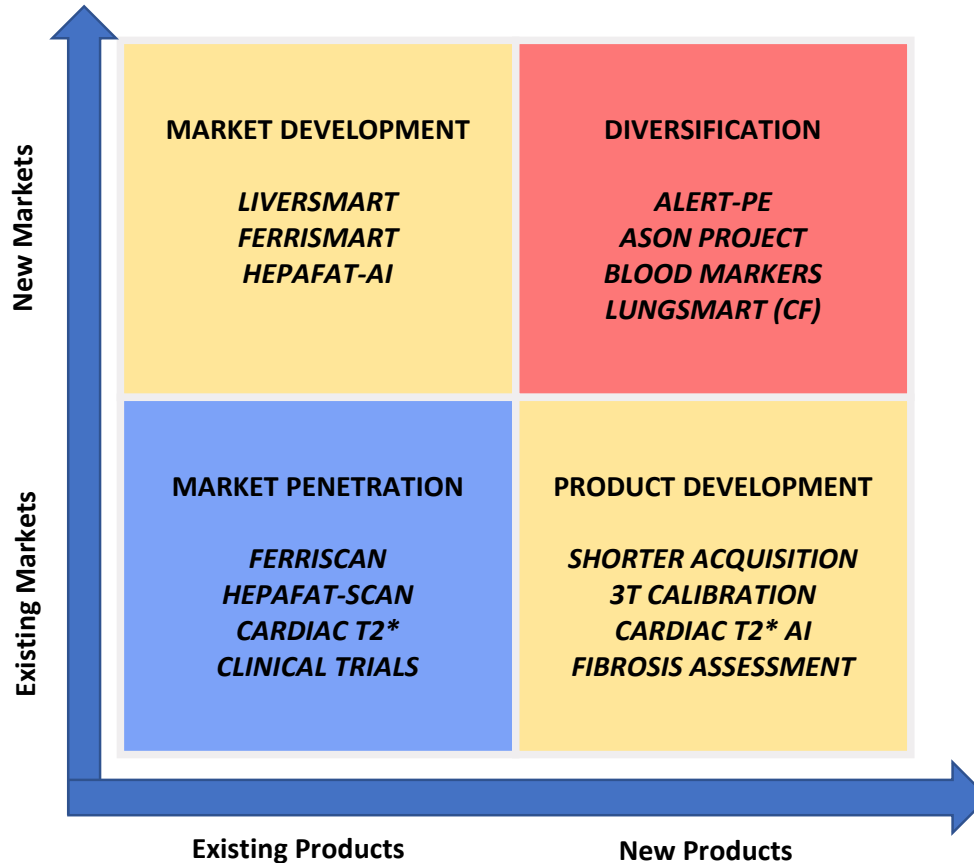 New Markets
MARKET DEVELOPMENT
LIVERSMART
FERRISMART
HEPAFAT-AI
DIVERSIFICATION
ALERT-PE
ASON PROJECT
BLOOD MARKERS
LUNGSMART (CF)
Existing Markets
MARKET PENETRATION
FERRISCAN
HEPAFAT-SCAN
CARDIAC T2*
CLINICAL TRIALS
PRODUCT DEVELOPMENT
SHORTER ACQUISITION
3T CALIBRATION
CARDIAC T2* AI
FIBROSIS ASSESSMENT
Existing Products
New Products